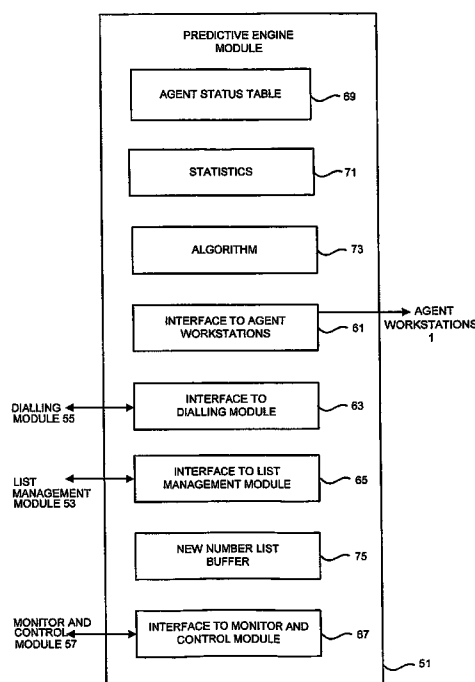 PREDICTIVE ENGINE
MODULE
AGENT STATUS TABLE
69
STATISTICS
71
ALGORITHM
73
INTERFACE TO AGENT
WORKSTATIONS
61
AGENT
WORKSTATIONS
1
DIALLING
MODULE 55
INTERFACE TO
DIALLING MODULE
63
LIST
MANAGEMENT
MODULE 53
INTERFACE TO LIST
MANAGEMENT MODULE
65
NEW NUMBER LIST
BUFFER
75
MONITOR AND
CONTROL
MODULE 57
INTERFACE TO MONITOR AND
CONTROL MODULE
67
51